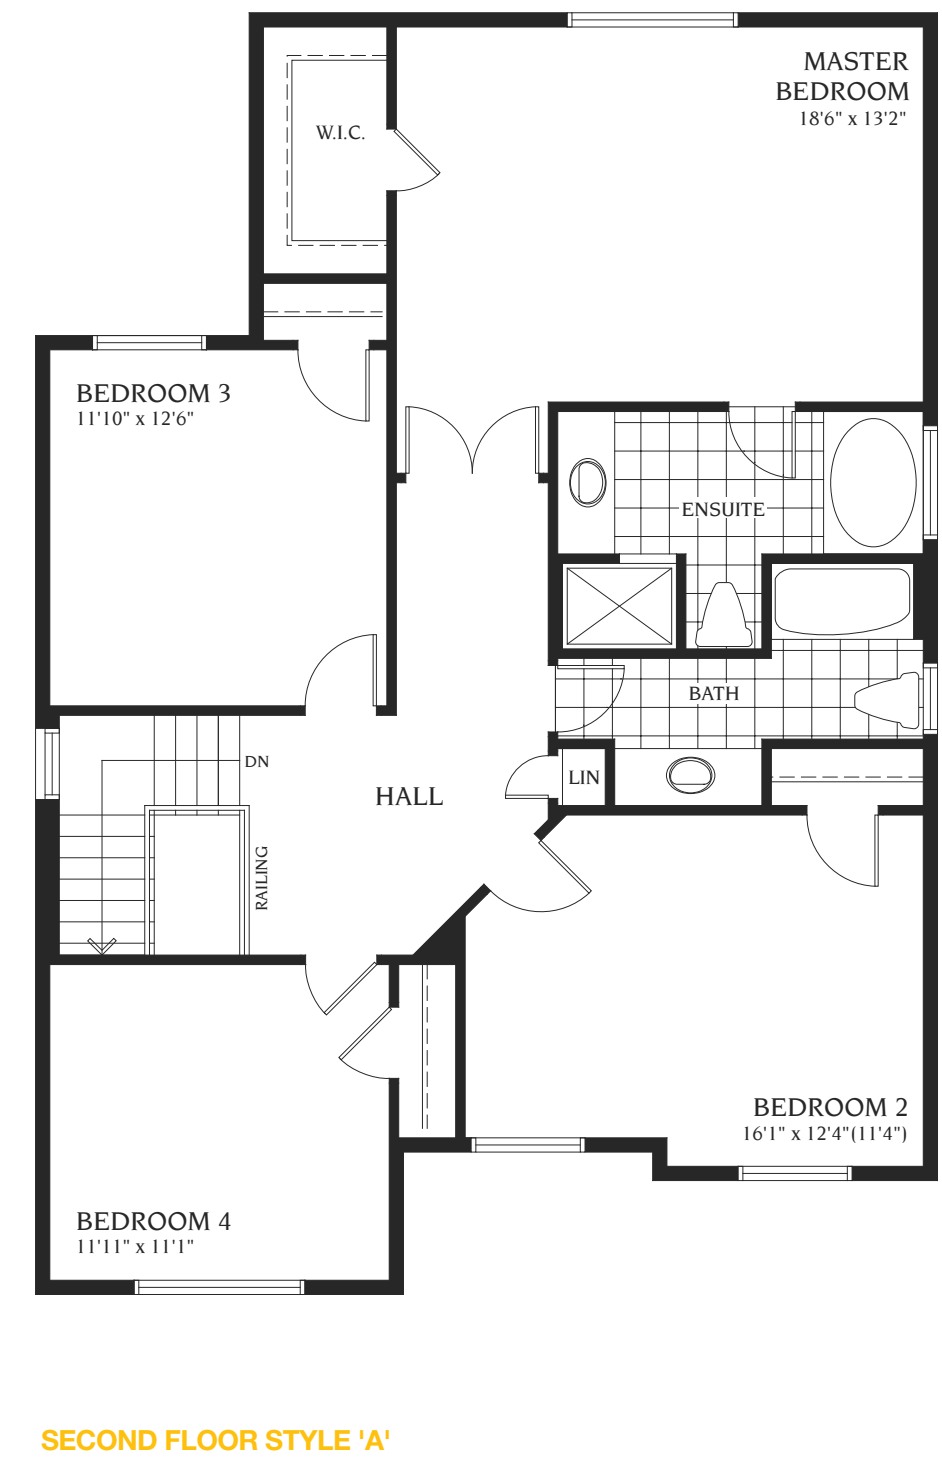 MASTER
BEDROOM
18'6" x 13'2"
W.I.C.
BEDROOM 3
11'10" x 12'6"
ENSUITE
BATH
DN
LIN
HALL
RAILING
BEDROOM 2
16'1" x 12'4"(11'4")
BEDROOM 4
11'11" x 11'1"
SECOND FLOOR STYLE 'A'